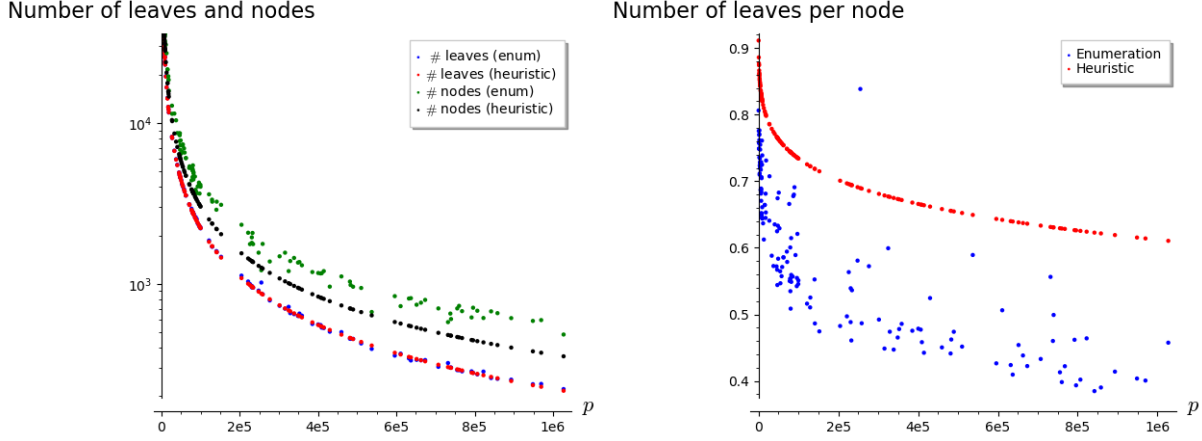 Number of leaves and nodes
# leaves (enum)
# leaves (heuristic)
# nodes (enum)
# nodes (heuristic)
10^4
10^3
0
2e5
4e5
6e5
8e5
1e6
p
Number of leaves per node
Enumeration
Heuristic
0.9
0.8
0.7
0.6
0.5
0.4
0
2e5
4e5
6e5
8e5
1e6
p